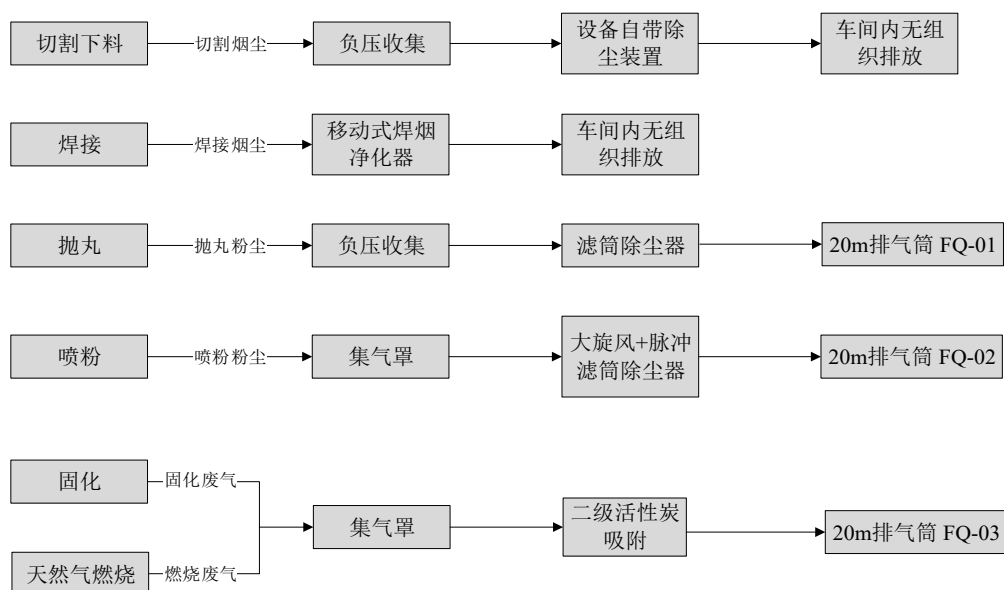 切割下料
切割烟尘
负压收集
设备自带除
尘装置
车间内无组
织排放
焊接
焊接烟尘
移动式焊烟
净化器
车间内无组
织排放
抛丸
抛丸粉尘
负压收集
滤筒除尘器
20m排气筒 FQ-01
喷粉
喷粉粉尘
集气罩
大旋风+脉冲
滤筒除尘器
20m排气筒 FQ-02
固化
固化废气
天然气燃烧
燃烧废气
集气罩
二级活性炭
吸附
20m排气筒 FQ-03